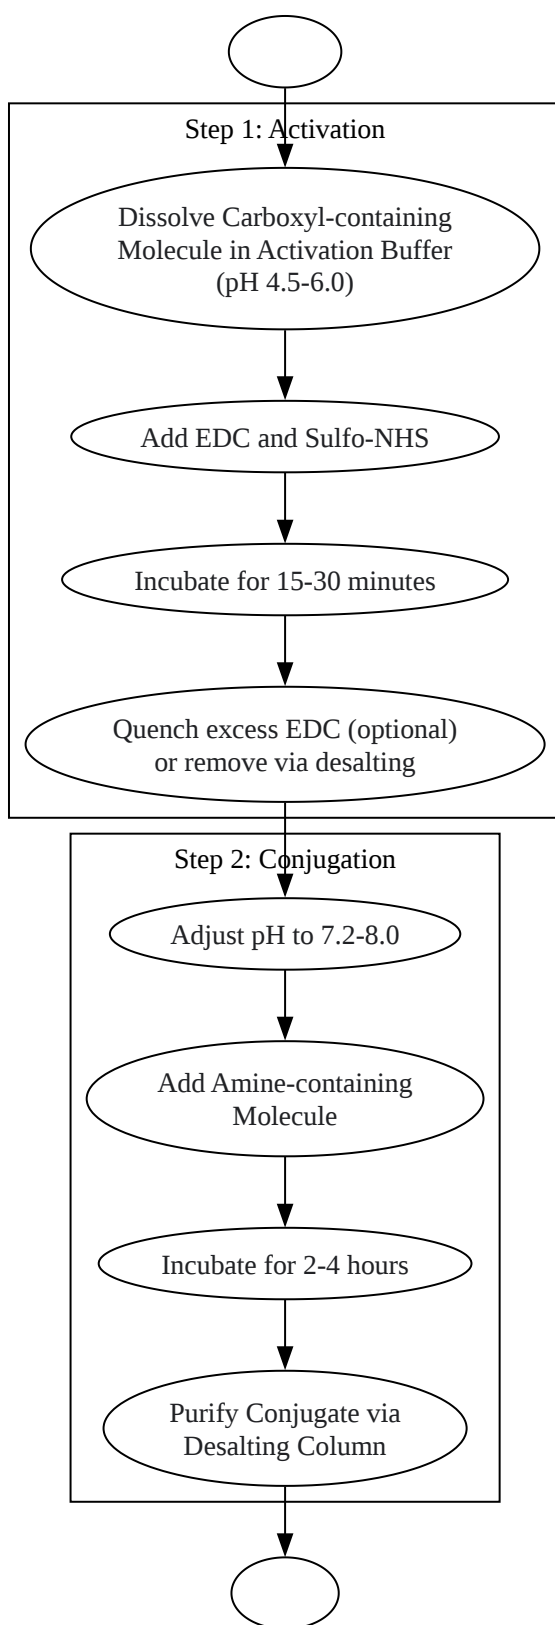 Step 1: Activation
Dissolve Carboxyl-containing
Molecule in Activation Buffer
(pH 4.5-6.0)
Add EDC and Sulfo-NHS
Incubate for 15-30 minutes
Quench excess EDC (optional)
or remove via desalting
Step 2: Conjugation
Adjust pH to 7.2-8.0
Add Amine-containing
Molecule
Incubate for 2-4 hours
Purify Conjugate via
Desalting Column